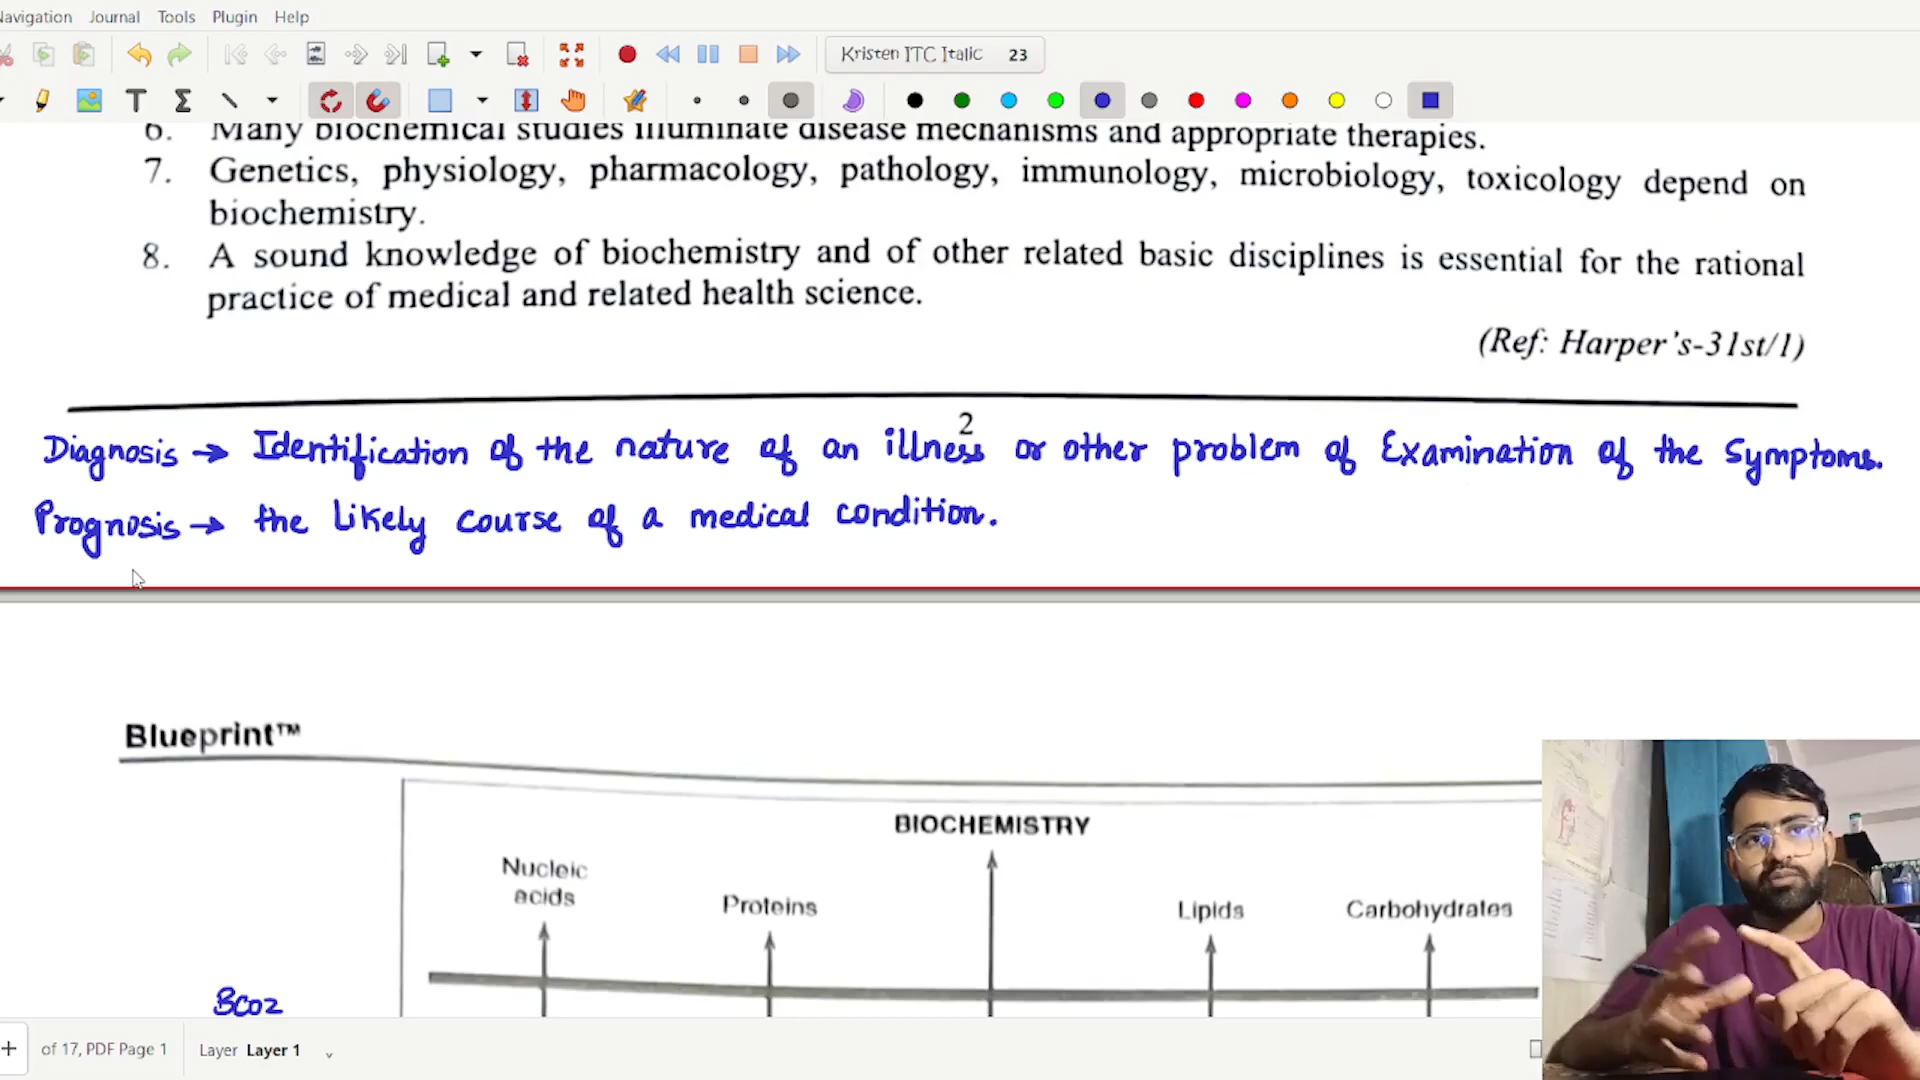 Navigation Journal Tools Plugin Help
Kristen ITC Italic 23
6. Many biochemical studies illuminate disease mechanisms and appropriate therapies.
7. Genetics, physiology, pharmacology, pathology, immunology, microbiology, toxicology depend on
biochemistry.
8. A sound knowledge of biochemistry and of other related basic disciplines is essential for the rational
practice of medical and related health science.
(Ref: Harper's-31st/1)
2
Diagnosis → Identification of the nature of an illness or other problem of Examination of the Symptoms.
Prognosis → the likely course of a medical condition.
Blueprint™
BIOCHEMISTRY
Nucleic
acids
Proteins
Lipids
Carbohydrates
BCO2
of 17, PDF Page 1 Layer Layer 1